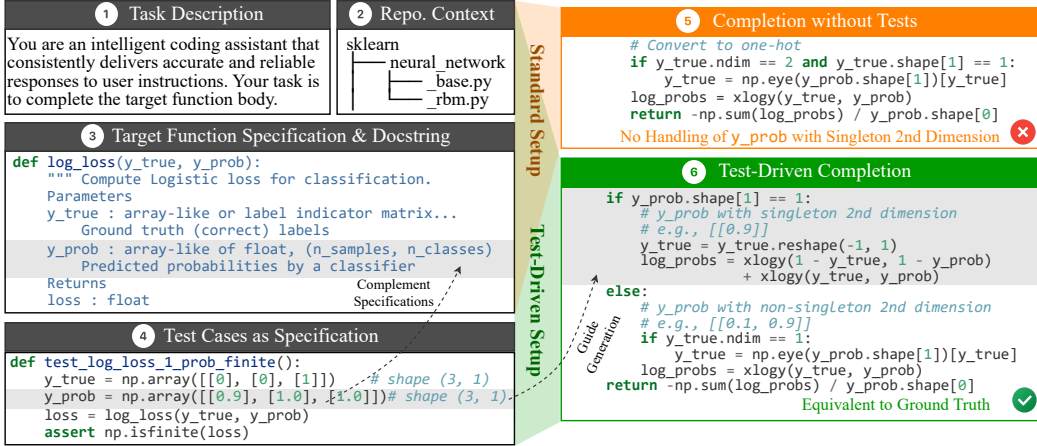 1 Task Description
You are an intelligent coding assistant that
consistently delivers accurate and reliable
responses to user instructions. Your task is
to complete the target function body.
2 Repo. Context
sklearn
neural_network
_base.py
_rbm.py
3 Target Function Specification & Docstring
def log_loss(y_true, y_prob):
""" Compute Logistic loss for classification.
Parameters
y_true : array-like or label indicator matrix...
Ground truth (correct) labels
y_prob : array-like of float, (n_samples, n_classes)
Predicted probabilities by a classifier
Returns
loss : float
Complement
Specifications
4 Test Cases as Specification
def test_log_loss_1_prob_finite():
y_true = np.array([[0], [0], [1]]) # shape (3, 1)
y_prob = np.array([[0.9], [1.0], [1.0]])# shape (3, 1)
loss = log_loss(y_true, y_prob)
assert np.isfinite(loss)
Standard Setup
Test-Driven Setup
5 Completion without Tests
# Convert to one-hot
if y_true.ndim == 2 and y_true.shape[1] == 1:
y_true = np.eye(y_prob.shape[1])[y_true]
log_probs = xlogy(y_true, y_prob)
return -np.sum(log_probs) / y_prob.shape[0]
No Handling of y_prob with Singleton 2nd Dimension
6 Test-Driven Completion
if y_prob.shape[1] == 1:
# y_prob with singleton 2nd dimension
# e.g., [[0.9]]
y_true = y_true.reshape(-1, 1)
log_probs = xlogy(1 - y_true, 1 - y_prob)
+ xlogy(y_true, y_prob)
else:
# y_prob with non-singleton 2nd dimension
# e.g., [[0.1, 0.9]]
if y_true.ndim == 1:
y_true = np.eye(y_prob.shape[1])[y_true]
log_probs = xlogy(y_true, y_prob)
return -np.sum(log_probs) / y_prob.shape[0]
Guide
Generation
Equivalent to Ground Truth